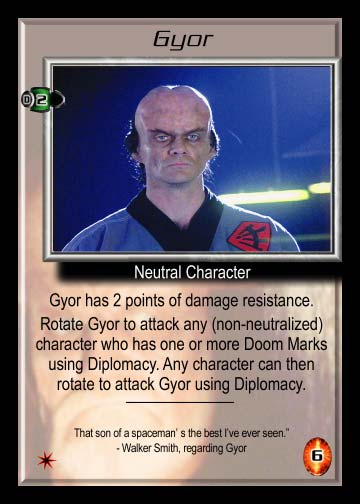 Gyor
D 2
Neutral Character
Gyor has 2 points of damage resistance.
Rotate Gyor to attack any (non-neutralized)
character who has one or more Doom Marks
using Diplomacy. Any character can then
rotate to attack Gyor using Diplomacy.
That son of a spaceman' s the best I've ever seen."
- Walker Smith, regarding Gyor
6